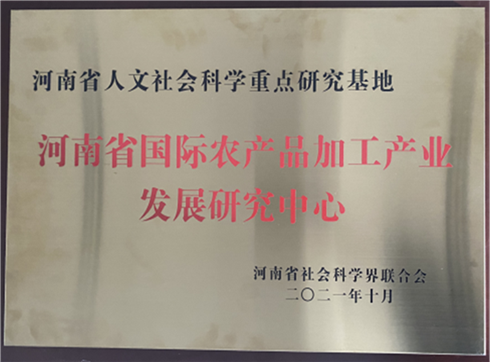 河南省人文社会科学重点研究基地
河南省国际农产品加工产业
发展研究中心
河南省社会科学界联合会
二〇二一年十月